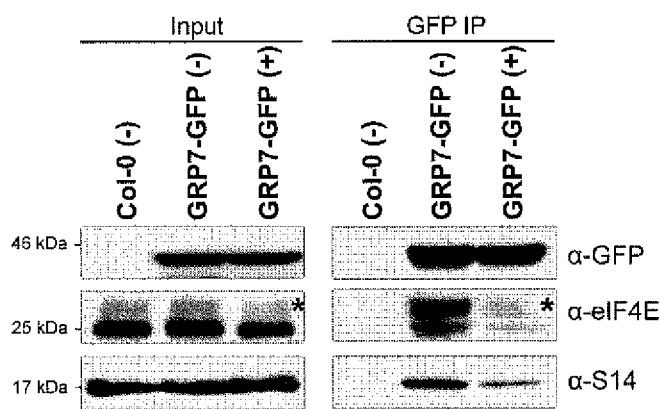 Input GFP IP
Col-0 (-) GRP7-GFP (-) GRP7-GFP (+) Col-0 (-) GRP7-GFP (-) GRP7-GFP (+)
46 kDa α-GFP
* * α-eIF4E
25 kDa
17 kDa α-S14